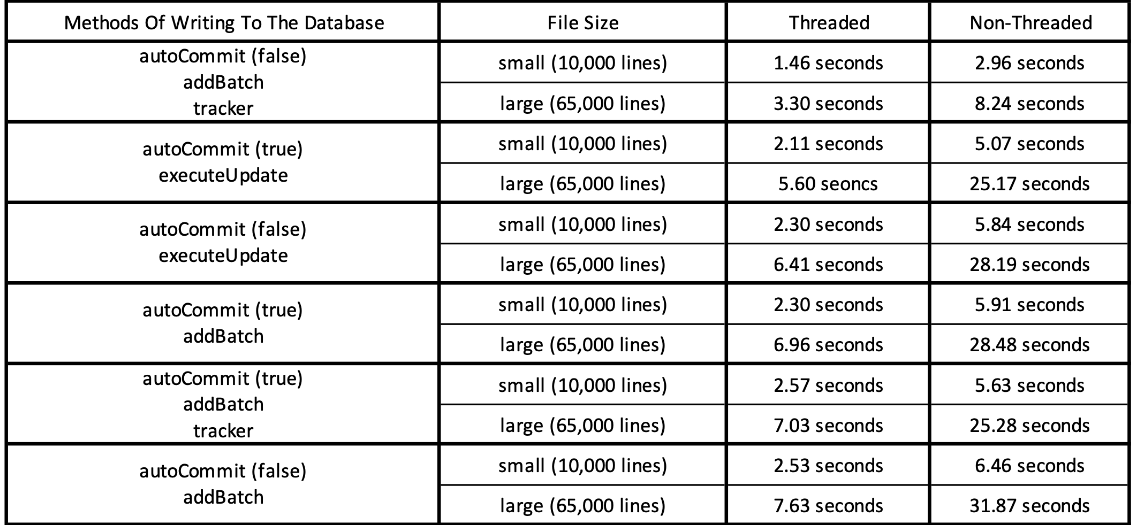 Methods Of Writing To The Database File Size Threaded Non-Threaded
autoCommit (false)
addBatch
tracker
small (10,000 lines) 1.46 seconds 2.96 seconds
large (65,000 lines) 3.30 seconds 8.24 seconds
autoCommit (true)
executeUpdate
small (10,000 lines) 2.11 seconds 5.07 seconds
large (65,000 lines) 5.60 seoncs 25.17 seconds
autoCommit (false)
executeUpdate
small (10,000 lines) 2.30 seconds 5.84 seconds
large (65,000 lines) 6.41 seconds 28.19 seconds
autoCommit (true)
addBatch
small (10,000 lines) 2.30 seconds 5.91 seconds
large (65,000 lines) 6.96 seconds 28.48 seconds
autoCommit (true)
addBatch
tracker
small (10,000 lines) 2.57 seconds 5.63 seconds
large (65,000 lines) 7.03 seconds 25.28 seconds
autoCommit (false)
addBatch
small (10,000 lines) 2.53 seconds 6.46 seconds
large (65,000 lines) 7.63 seconds 31.87 seconds